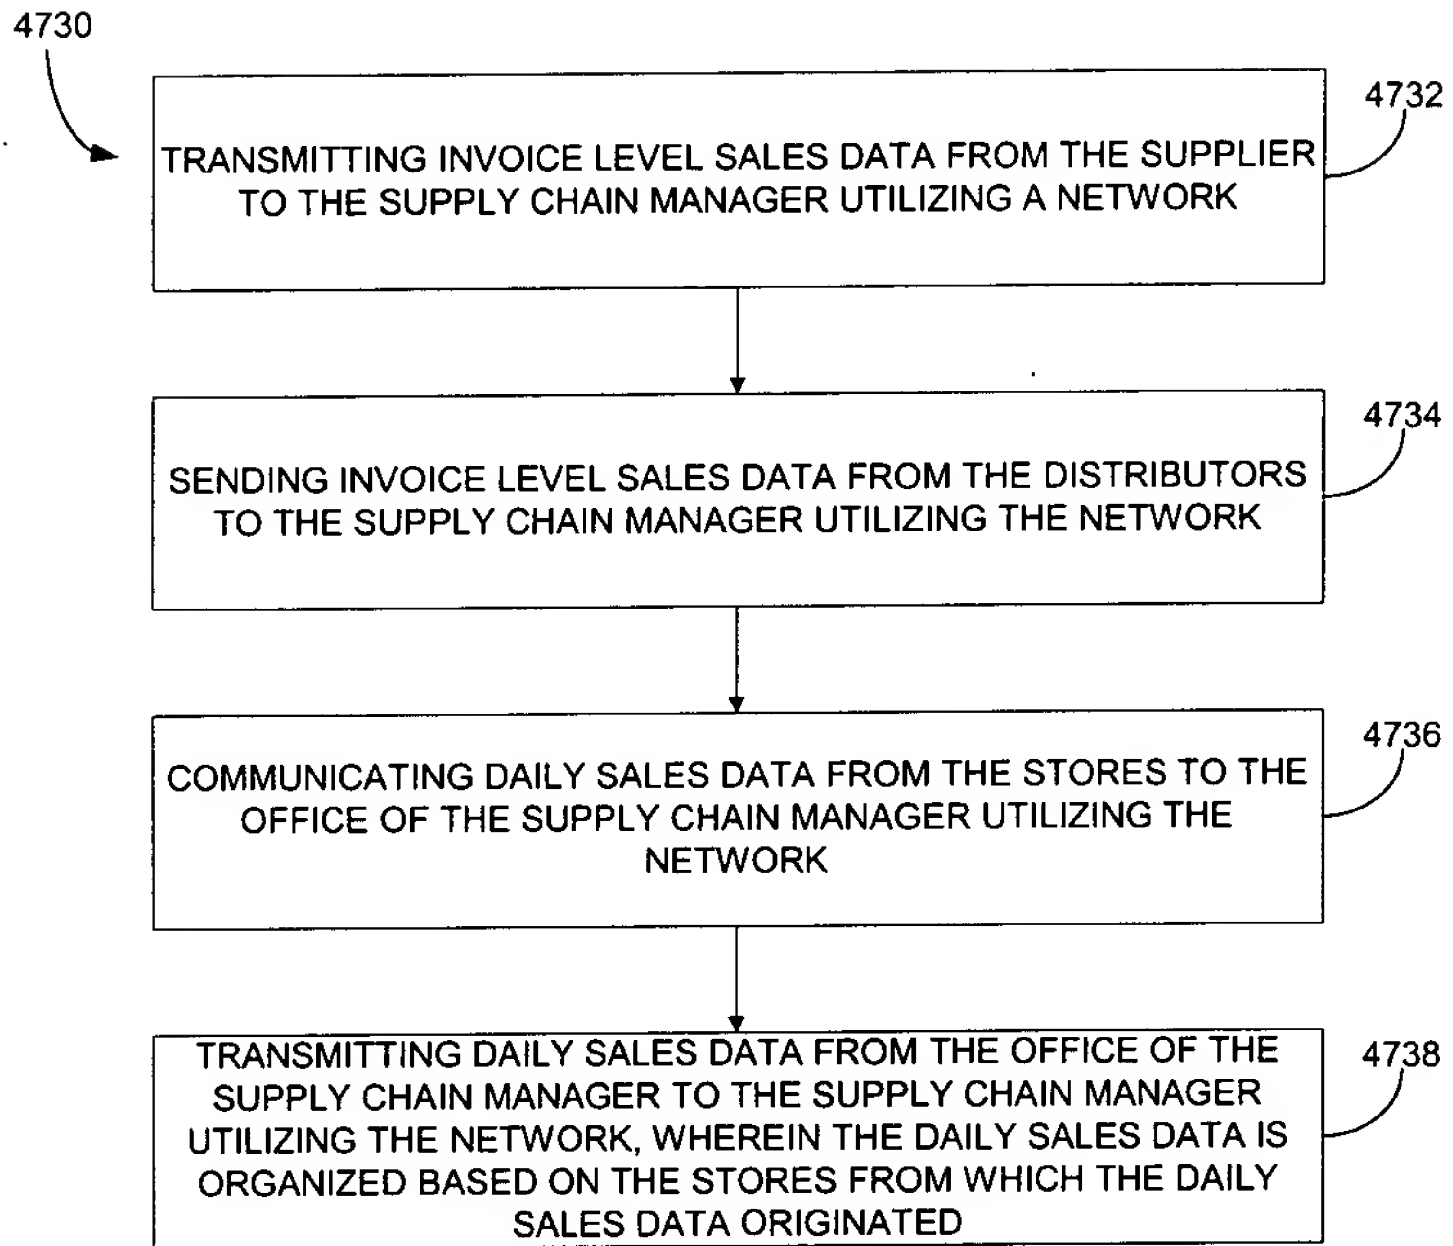 4730
4732
TRANSMITTING INVOICE LEVEL SALES DATA FROM THE SUPPLIER
TO THE SUPPLY CHAIN MANAGER UTILIZING A NETWORK
4734
SENDING INVOICE LEVEL SALES DATA FROM THE DISTRIBUTORS
TO THE SUPPLY CHAIN MANAGER UTILIZING THE NETWORK
4736
COMMUNICATING DAILY SALES DATA FROM THE STORES TO THE
OFFICE OF THE SUPPLY CHAIN MANAGER UTILIZING THE
NETWORK
4738
TRANSMITTING DAILY SALES DATA FROM THE OFFICE OF THE
SUPPLY CHAIN MANAGER TO THE SUPPLY CHAIN MANAGER
UTILIZING THE NETWORK, WHEREIN THE DAILY SALES DATA IS
ORGANIZED BASED ON THE STORES FROM WHICH THE DAILY
SALES DATA ORIGINATED